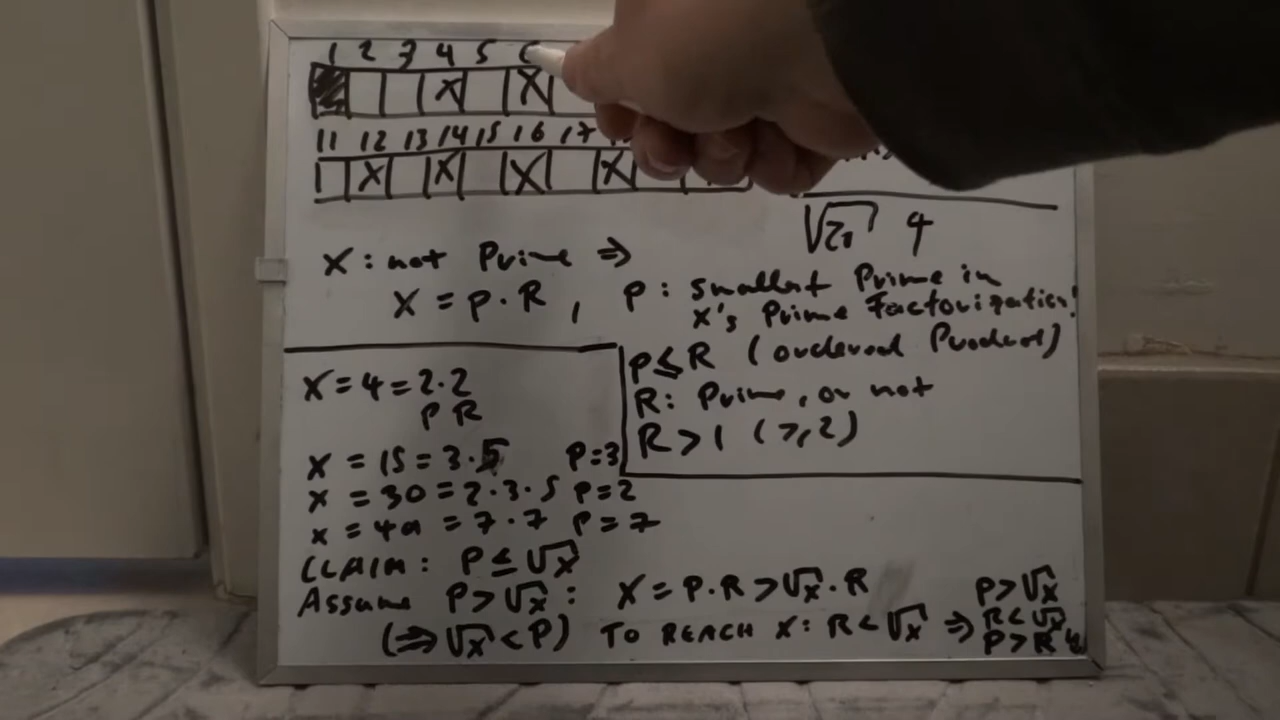 1 2 3 4 5 6
X X
11 12 13 14 15 16 17
X X X X
√20 4
X: not Prime ⇒
X = P·R, P: smallest Prime in
X's Prime Factorization!
P≤R (ordered Product)
R: Prime, or not
R>1 (≥2)
X=4=2·2
P R
X = 15=3·5 P=3
X = 30=2·3·5 P=2
X = 49 = 7·7 P=7
CLAIM: P≤√X
Assume P>√X: X=P·R>√X·R P>√X
(⇒√X<P) TO REACH X: R<√X ⇒ R<√X
P>R